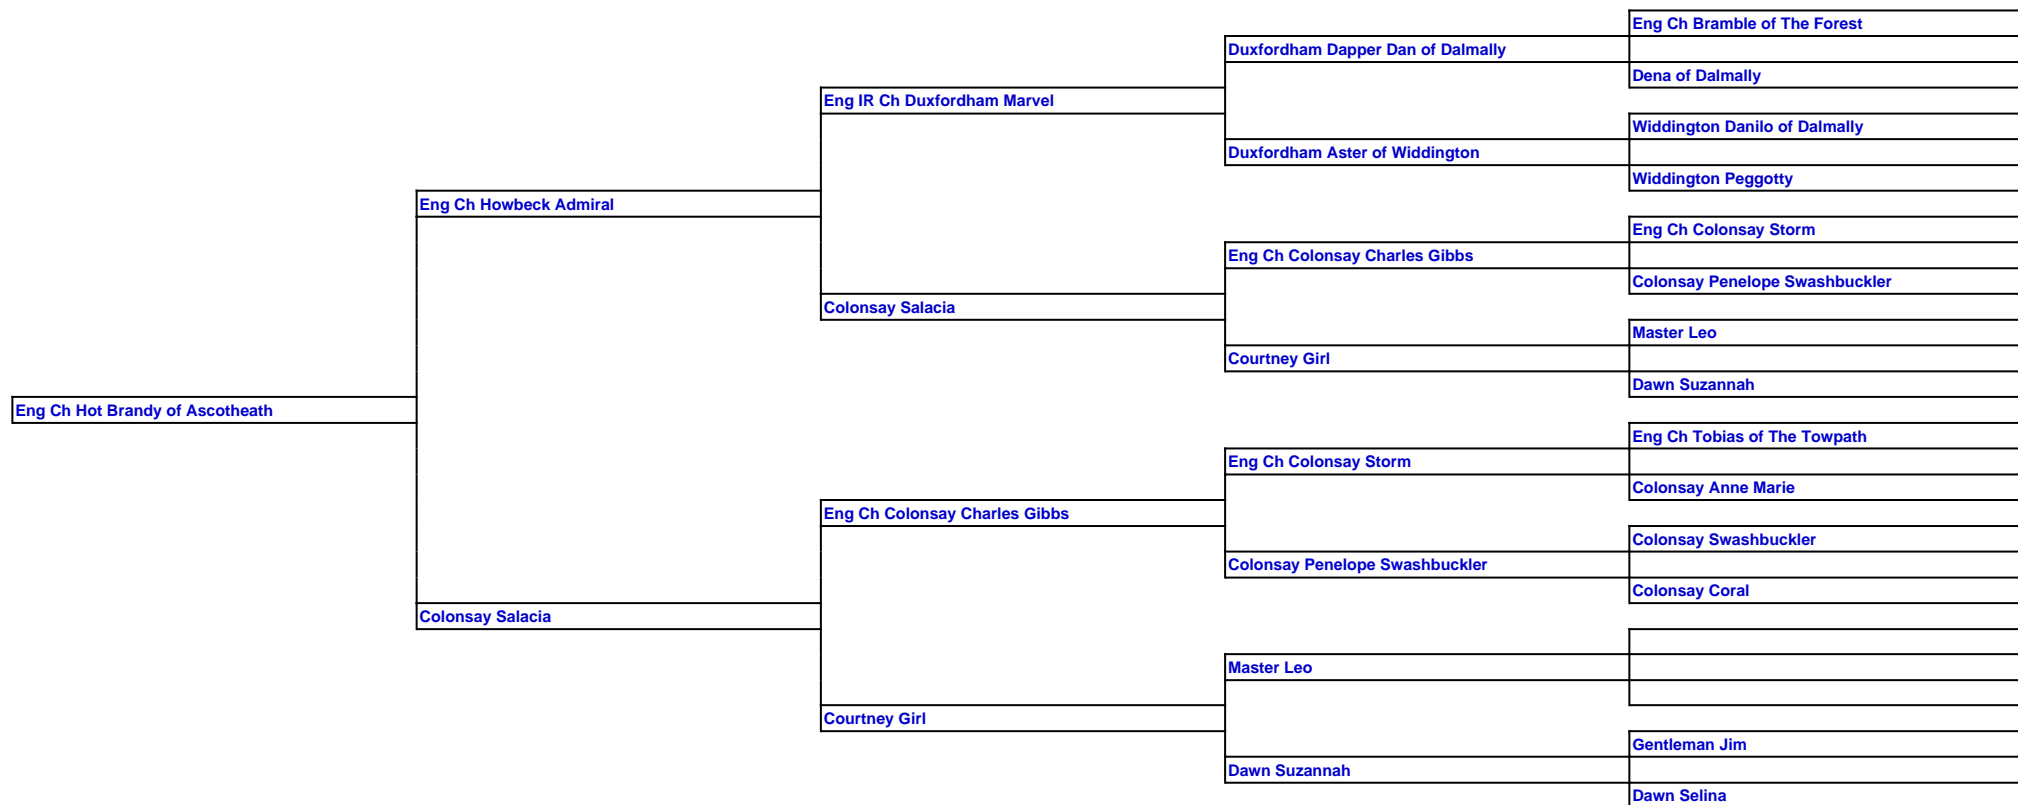 Eng Ch Bramble of The Forest
Duxfordham Dapper Dan of Dalmally
Dena of Dalmally
Eng IR Ch Duxfordham Marvel
Widdington Danilo of Dalmally
Duxfordham Aster of Widdington
Widdington Peggotty
Eng Ch Howbeck Admiral
Eng Ch Colonsay Storm
Eng Ch Colonsay Charles Gibbs
Colonsay Penelope Swashbuckler
Colonsay Salacia
Master Leo
Courtney Girl
Dawn Suzannah
Eng Ch Hot Brandy of Ascotheath
Eng Ch Tobias of The Towpath
Eng Ch Colonsay Storm
Colonsay Anne Marie
Eng Ch Colonsay Charles Gibbs
Colonsay Swashbuckler
Colonsay Penelope Swashbuckler
Colonsay Coral
Colonsay Salacia
Master Leo
Courtney Girl
Gentleman Jim
Dawn Suzannah
Dawn Selina